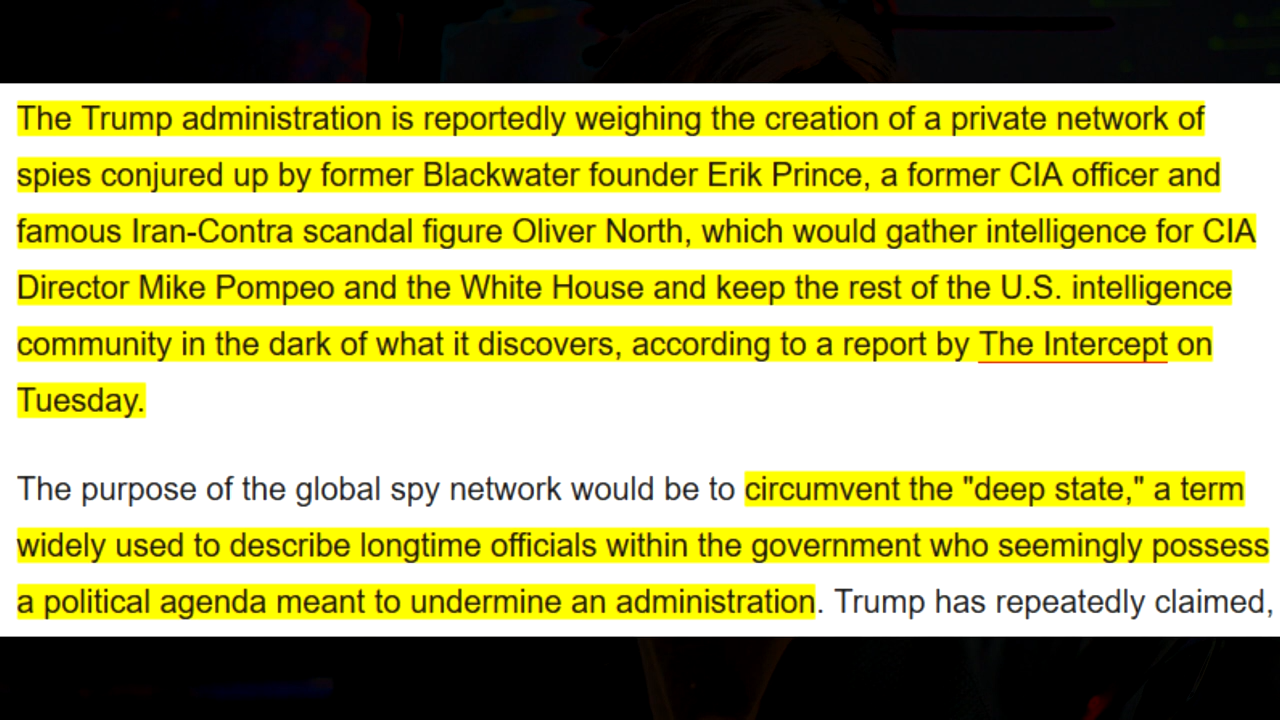 The Trump administration is reportedly weighing the creation of a private network of
spies conjured up by former Blackwater founder Erik Prince, a former CIA officer and
famous Iran-Contra scandal figure Oliver North, which would gather intelligence for CIA
Director Mike Pompeo and the White House and keep the rest of the U.S. intelligence
community in the dark of what it discovers, according to a report by The Intercept on
Tuesday.
The purpose of the global spy network would be to circumvent the "deep state," a term
widely used to describe longtime officials within the government who seemingly possess
a political agenda meant to undermine an administration. Trump has repeatedly claimed,